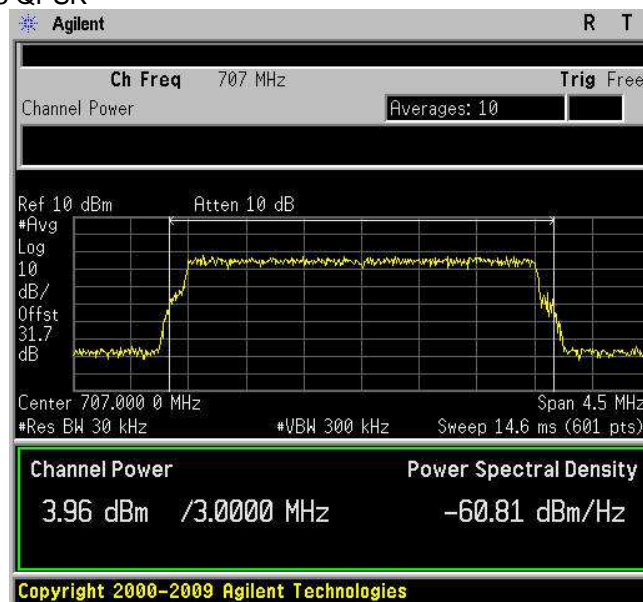 Agilent R T
Ch Freq 707 MHz Trig Free
Channel Power Averages: 10
Ref 10 dBm Atten 10 dB
#Avg
Log
10
dB/
Offst
31.7
dB
Center 707.000 0 MHz Span 4.5 MHz
#Res BW 30 kHz #VBW 300 kHz Sweep 14.6 ms (601 pts)
Channel Power Power Spectral Density
3.96 dBm /3.0000 MHz -60.81 dBm/Hz
Copyright 2000-2009 Agilent Technologies